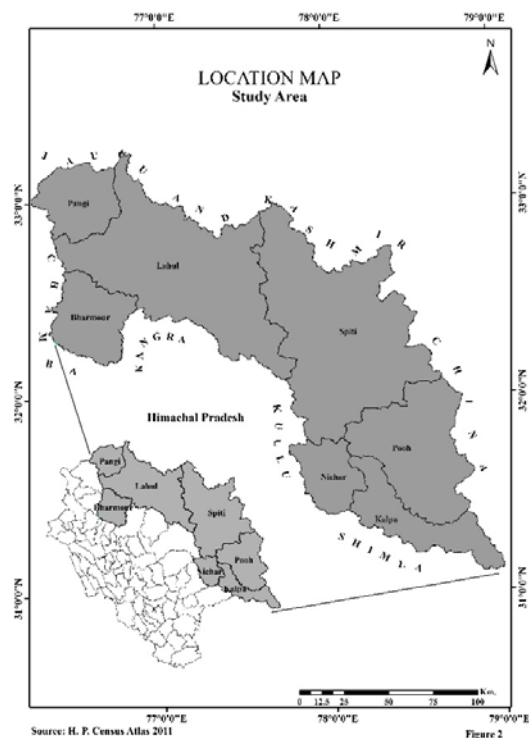 77°0'0"E 78°0'0"E 79°0'0"E
N
LOCATION MAP
Study Area
33°0'0"N
33°0'0"N
JAMMU AND KASHMIR
Pangi
Lahul
CHAMBA
Bharmour
KANGRA
Spiti
CHINA
32°0'0"N
32°0'0"N
Himachal Pradesh
KULLU
Pooh
Nichar
Kalpa
SHIMLA
Pangi
Lahul
Bharmour
Spiti
Pooh
Nichar
Kalpa
31°0'0"N
31°0'0"N
Km.
0 12.5 25 50 75 100
77°0'0"E 78°0'0"E 79°0'0"E
Source: H. P. Census Atlas 2011
Figure 2